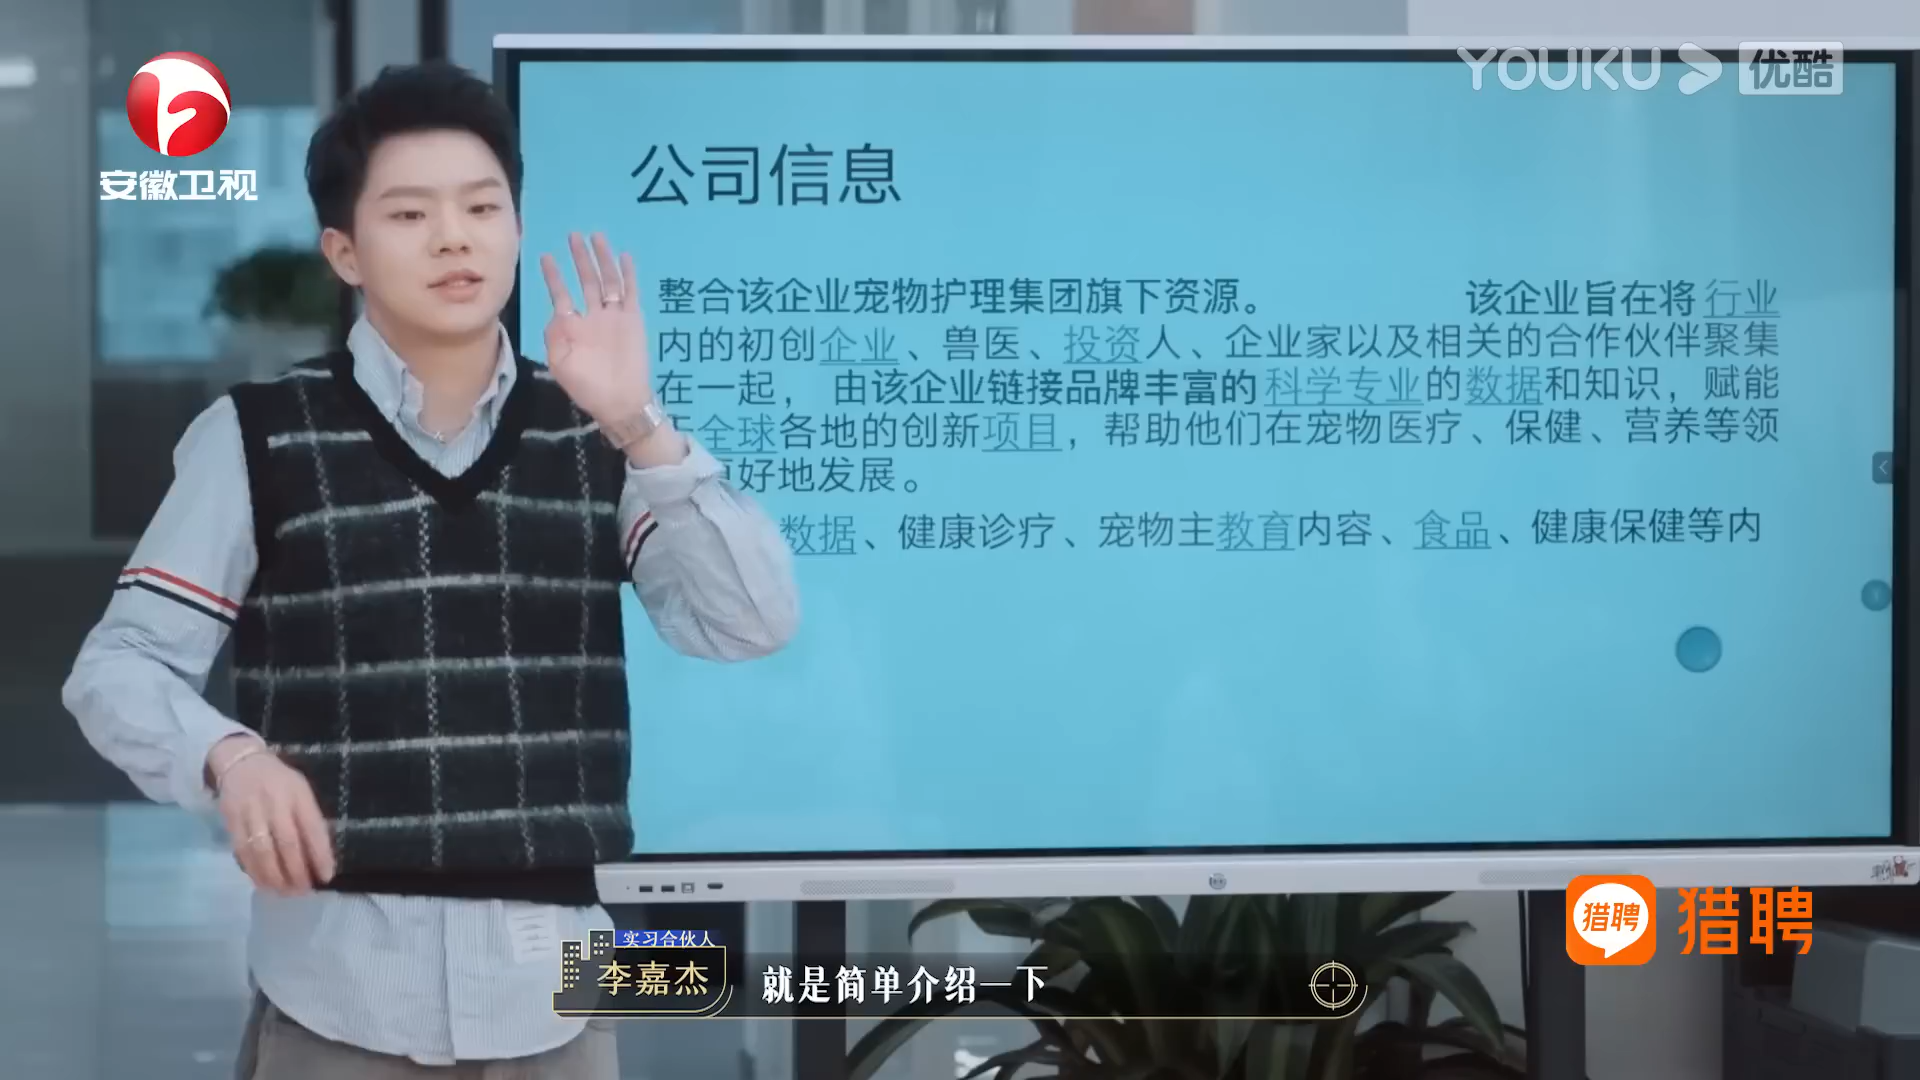 安徽卫视
YOUKU 优酷
公司信息
整合该企业宠物护理集团旗下资源。 该企业旨在将行业
内的初创企业、兽医、投资人、企业家以及相关的合作伙伴聚集
在一起，由该企业链接品牌丰富的科学专业的数据和知识，赋能
全球各地的创新项目，帮助他们在宠物医疗、保健、营养等领
好地发展。
数据、健康诊疗、宠物主教育内容、食品、健康保健等内
猎聘 猎聘
实习合伙人
李嘉杰
就是简单介绍一下